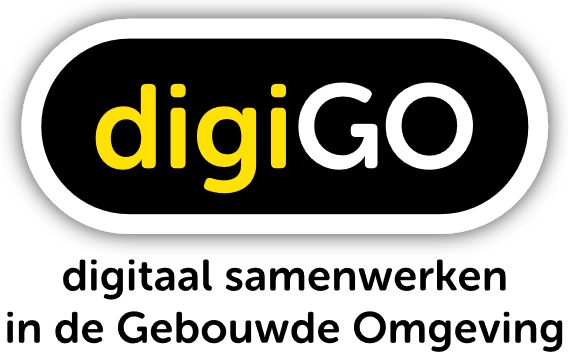 digiGO
digitaal samenwerken
in de Gebouwde Omgeving